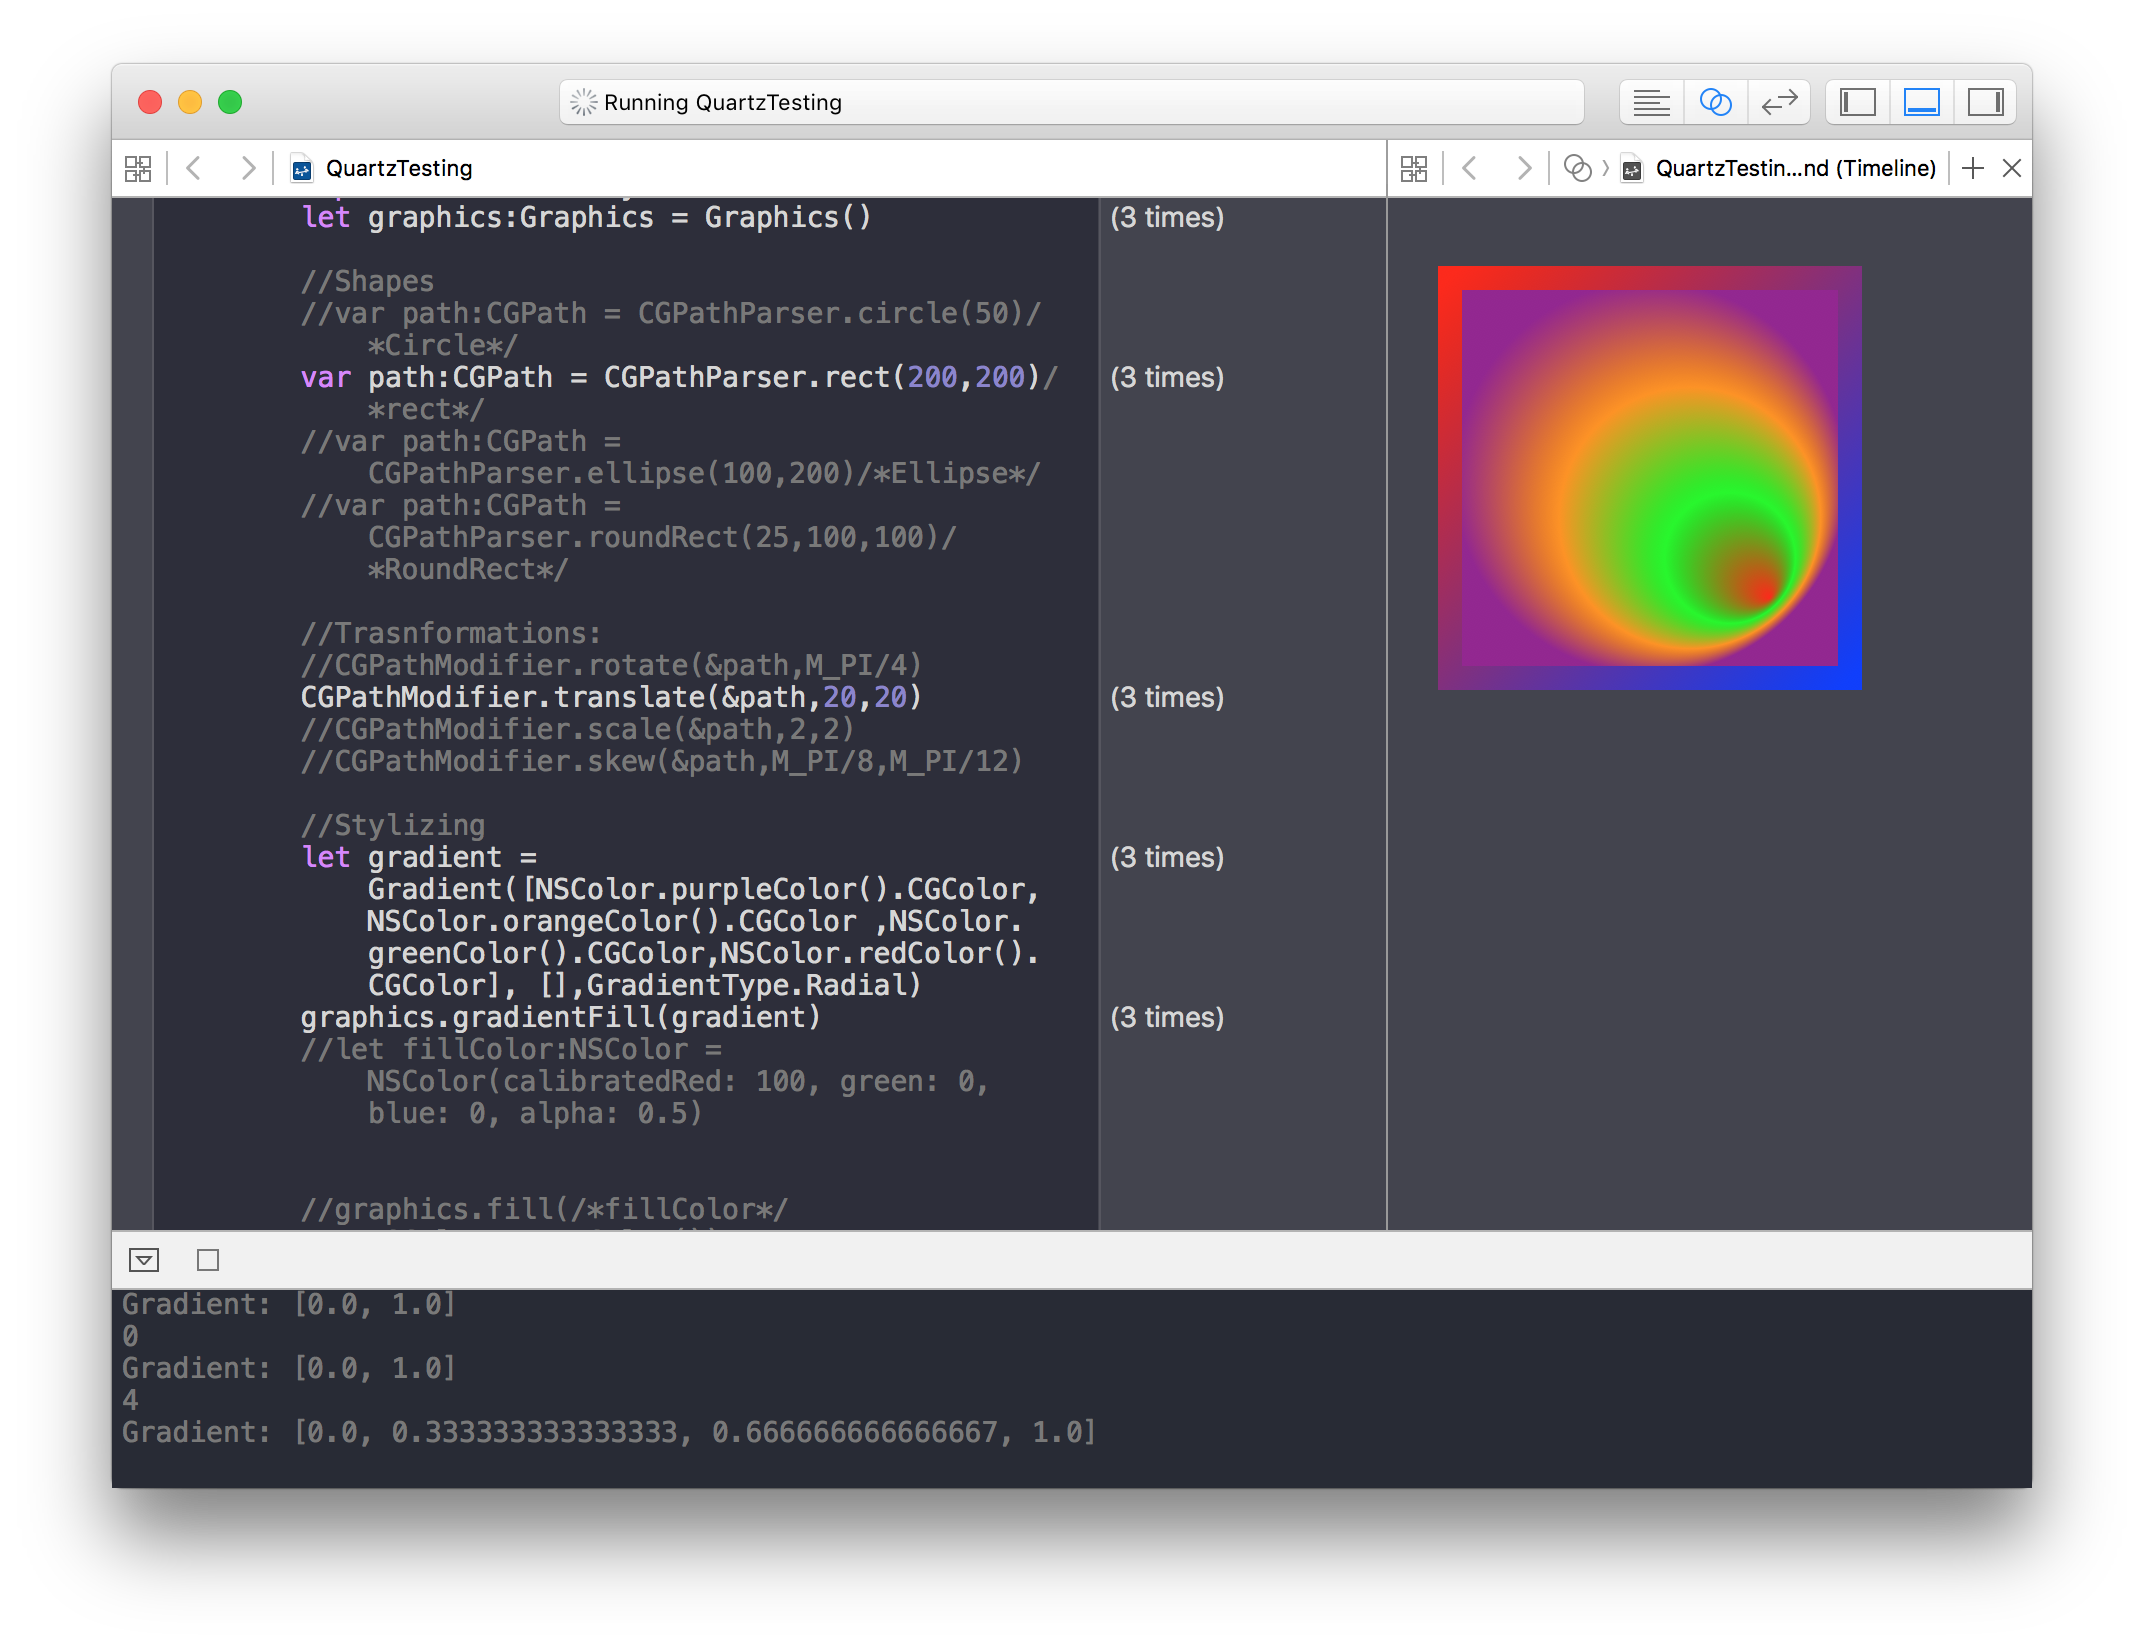 Running QuartzTesting
QuartzTesting
QuartzTestin...nd (Timeline)
let graphics:Graphics = Graphics()
(3 times)
//Shapes
//var path:CGPath = CGPathParser.circle(50)/
*Circle*/
var path:CGPath = CGPathParser.rect(200,200)/
(3 times)
*rect*/
//var path:CGPath =
CGPathParser.ellipse(100,200)/*Ellipse*/
//var path:CGPath =
CGPathParser.roundRect(25,100,100)/
*RoundRect*/
//Trasnformations:
//CGPathModifier.rotate(&path,M_PI/4)
CGPathModifier.translate(&path,20,20)
(3 times)
//CGPathModifier.scale(&path,2,2)
//CGPathModifier.skew(&path,M_PI/8,M_PI/12)
//Stylizing
let gradient =
(3 times)
Gradient([NSColor.purpleColor().CGColor,
NSColor.orangeColor().CGColor ,NSColor.
greenColor().CGColor,NSColor.redColor().
CGColor], [],GradientType.Radial)
graphics.gradientFill(gradient)
(3 times)
//let fillColor:NSColor =
NSColor(calibratedRed: 100, green: 0,
blue: 0, alpha: 0.5)
//graphics.fill(/*fillColor*/
Gradient: [0.0, 1.0]
0
Gradient: [0.0, 1.0]
4
Gradient: [0.0, 0.333333333333333, 0.666666666666667, 1.0]